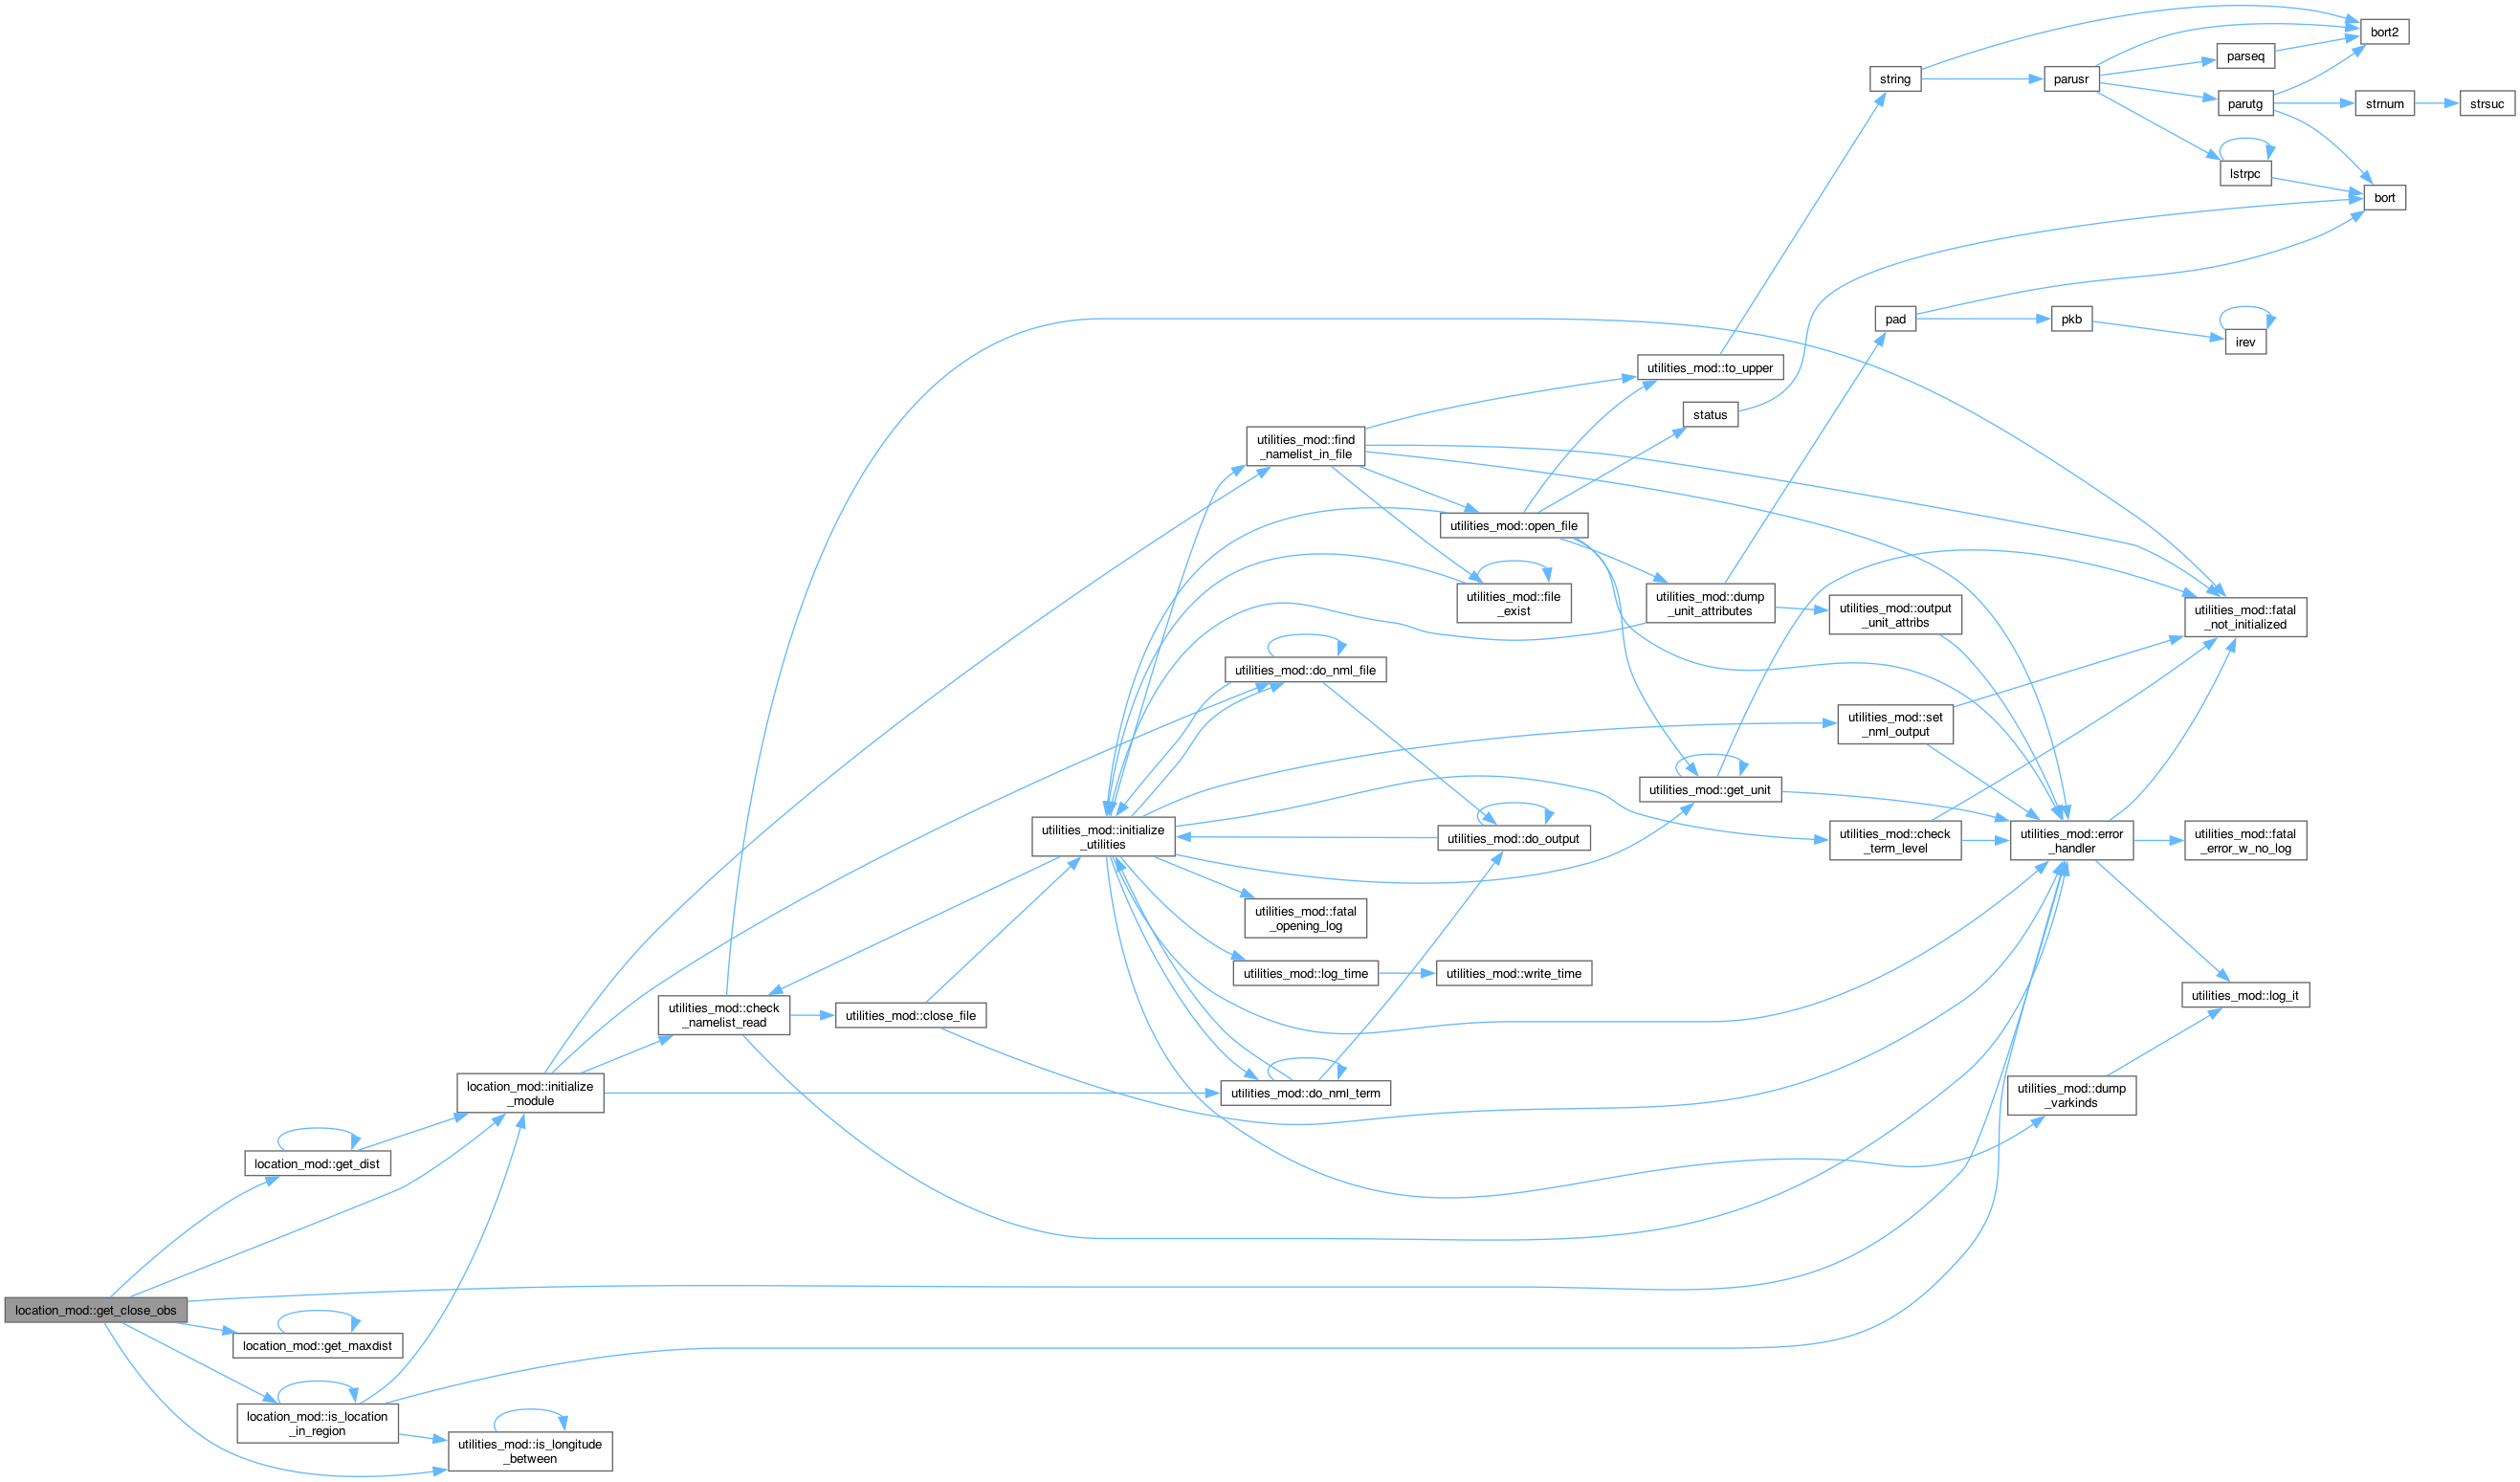 bort2
parseq
string
parusr
parutg
strnum
strsuc
lstrpc
bort
pad
pkb
irev
utilities_mod::to_upper
status
utilities_mod::find
_namelist_in_file
utilities_mod::open_file
utilities_mod::file
_exist
utilities_mod::dump
_unit_attributes
utilities_mod::output
_unit_attribs
utilities_mod::fatal
_not_initialized
utilities_mod::do_nml_file
utilities_mod::set
_nml_output
utilities_mod::get_unit
utilities_mod::initialize
_utilities
utilities_mod::do_output
utilities_mod::check
_term_level
utilities_mod::error
_handler
utilities_mod::fatal
_error_w_no_log
utilities_mod::fatal
_opening_log
utilities_mod::log_time
utilities_mod::write_time
utilities_mod::check
_namelist_read
utilities_mod::close_file
utilities_mod::log_it
location_mod::initialize
_module
utilities_mod::do_nml_term
utilities_mod::dump
_varkinds
location_mod::get_dist
location_mod::get_close_obs
location_mod::get_maxdist
location_mod::is_location
_in_region
utilities_mod::is_longitude
_between